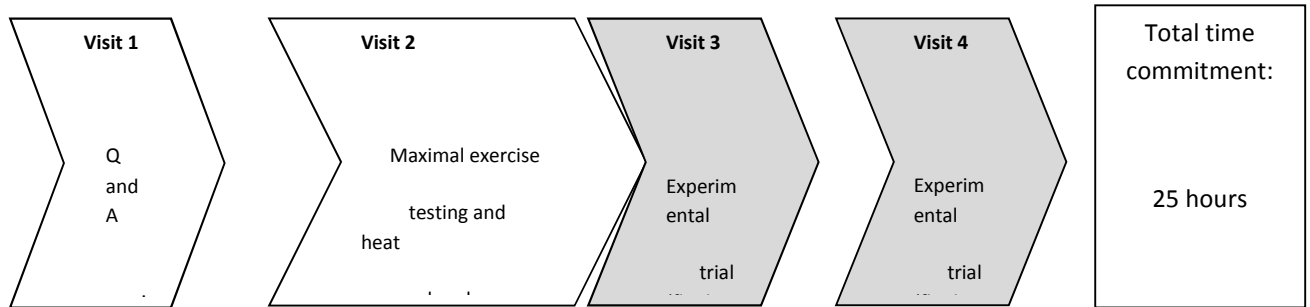 Visit 1
Q
and
A
Visit 2
Maximal exercise
testing and
heat
Visit 3
Experim
ental
trial
Visit 4
Experim
ental
trial
Total time
commitment:
25 hours